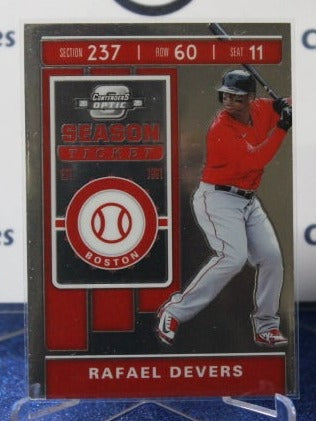 SECTION 237 ROW 60 SEAT 11
CONTENDERS
OPTIC
SEASON
TICKET
EST. 1901
BOSTON
RAFAEL DEVERS